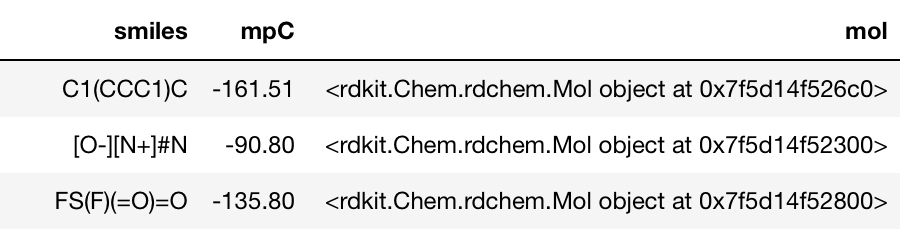 smiles mpC mol
C1(CCC1)C -161.51 <rdkit.Chem.rdchem.Mol object at 0x7f5d14f526c0>
[O-][N+]#N -90.80 <rdkit.Chem.rdchem.Mol object at 0x7f5d14f52300>
FS(F)(=O)=O -135.80 <rdkit.Chem.rdchem.Mol object at 0x7f5d14f52800>